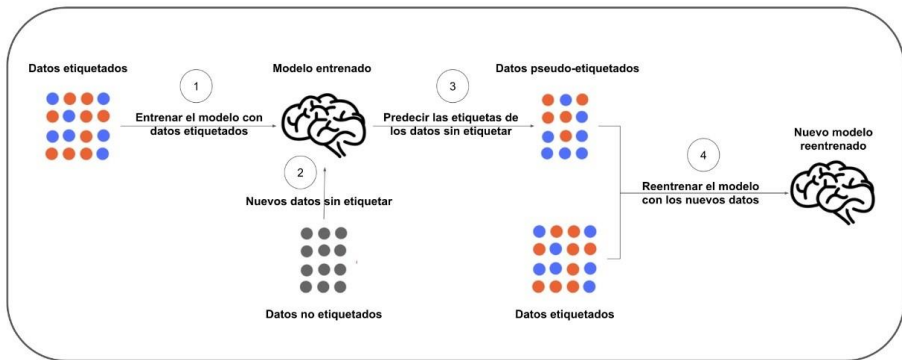 Datos etiquetados
1
Entrenar el modelo con
datos etiquetados
Modelo entrenado
2
Nuevos datos sin etiquetar
Datos no etiquetados
3
Predecir las etiquetas de
los datos sin etiquetar
Datos pseudo-etiquetados
Datos etiquetados
4
Reentrenar el modelo
con los nuevos datos
Nuevo modelo
reentrenado